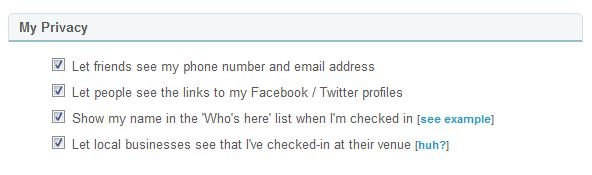 My Privacy
Let friends see my phone number and email address
Let people see the links to my Facebook / Twitter profiles
Show my name in the 'Who's here' list when I'm checked in [see example]
Let local businesses see that I've checked-in at their venue [huh?]